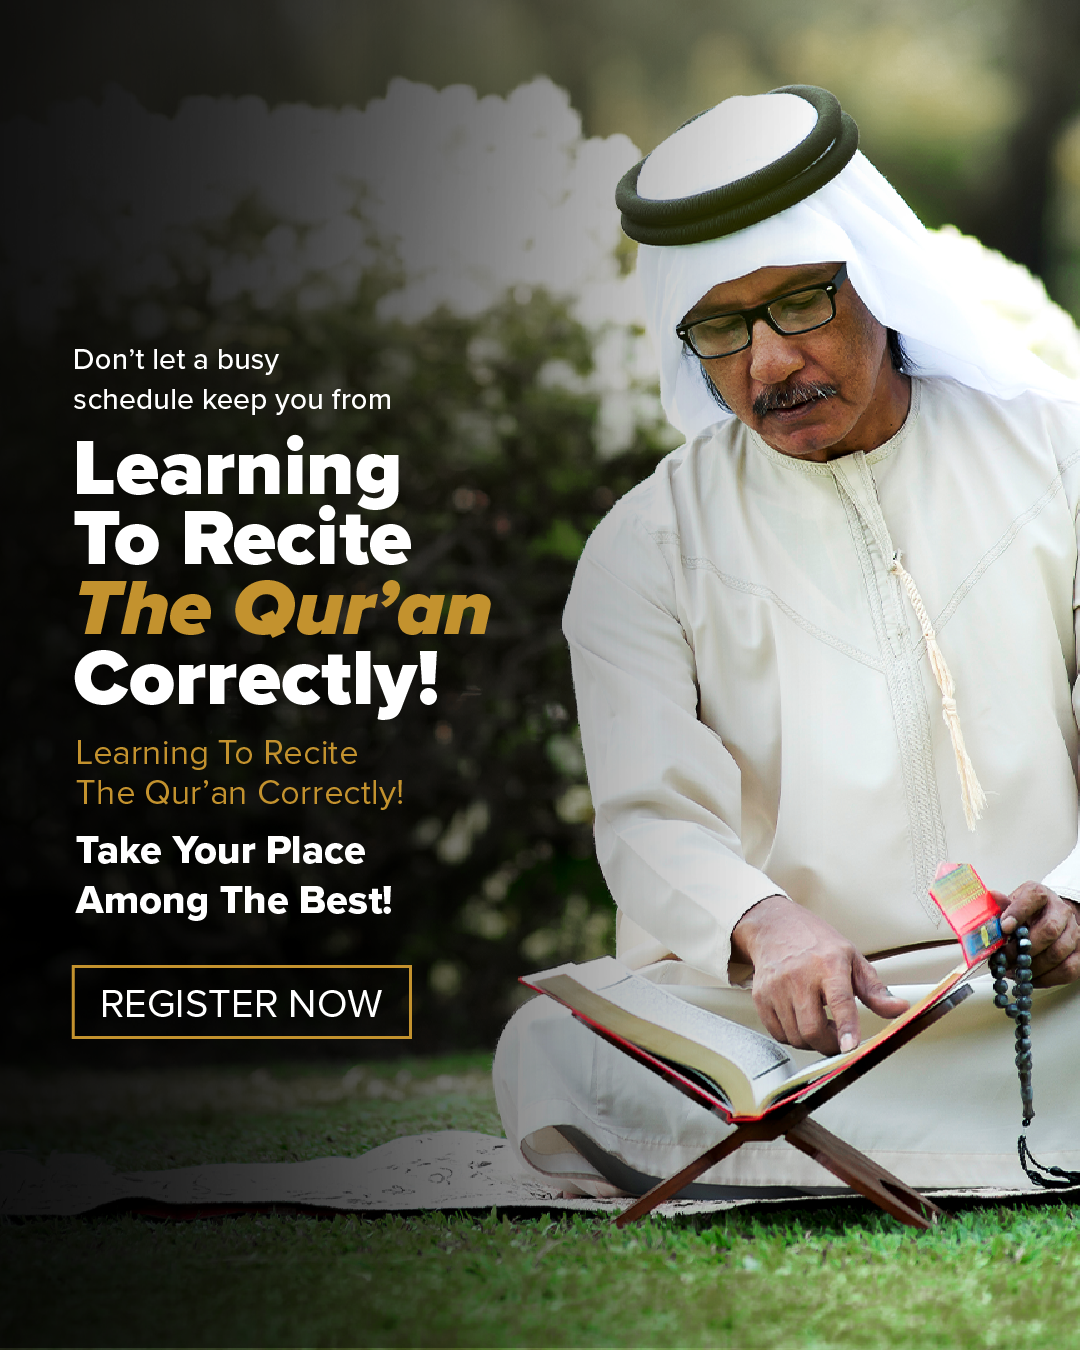 Don’t let a busy
schedule keep you from
Learning
To Recite
The Qur’an
Correctly!
Learning To Recite
The Qur’an Correctly!
Take Your Place
Among The Best!
REGISTER NOW